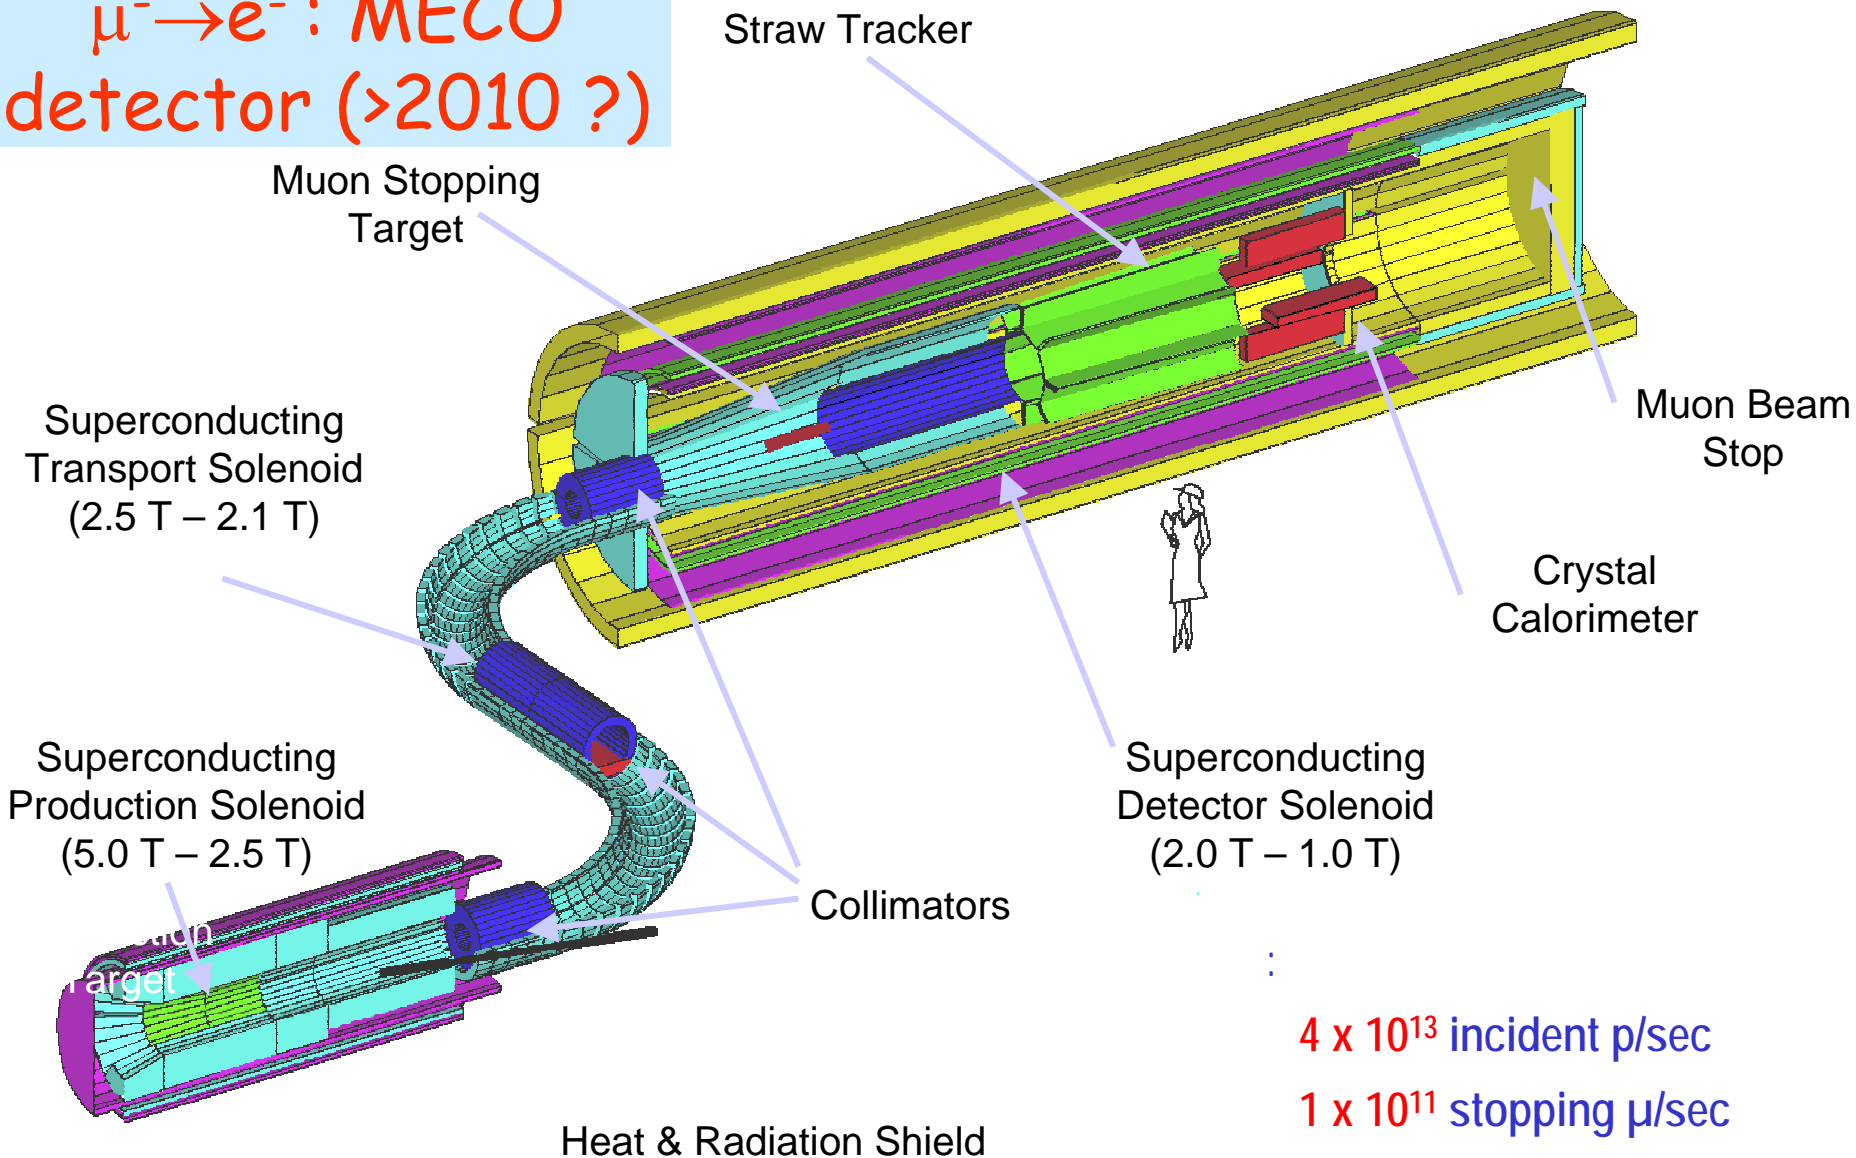 μ⁻→e⁻: MECO
detector (>2010 ?)
Straw Tracker
Muon Stopping
Target
Superconducting
Transport Solenoid
(2.5 T – 2.1 T)
Muon Beam
Stop
Crystal
Calorimeter
Superconducting
Production Solenoid
(5.0 T – 2.5 T)
Superconducting
Detector Solenoid
(2.0 T – 1.0 T)
Collimators
Target
:
4 x 10¹³ incident p/sec
1 x 10¹¹ stopping μ/sec
Heat & Radiation Shield